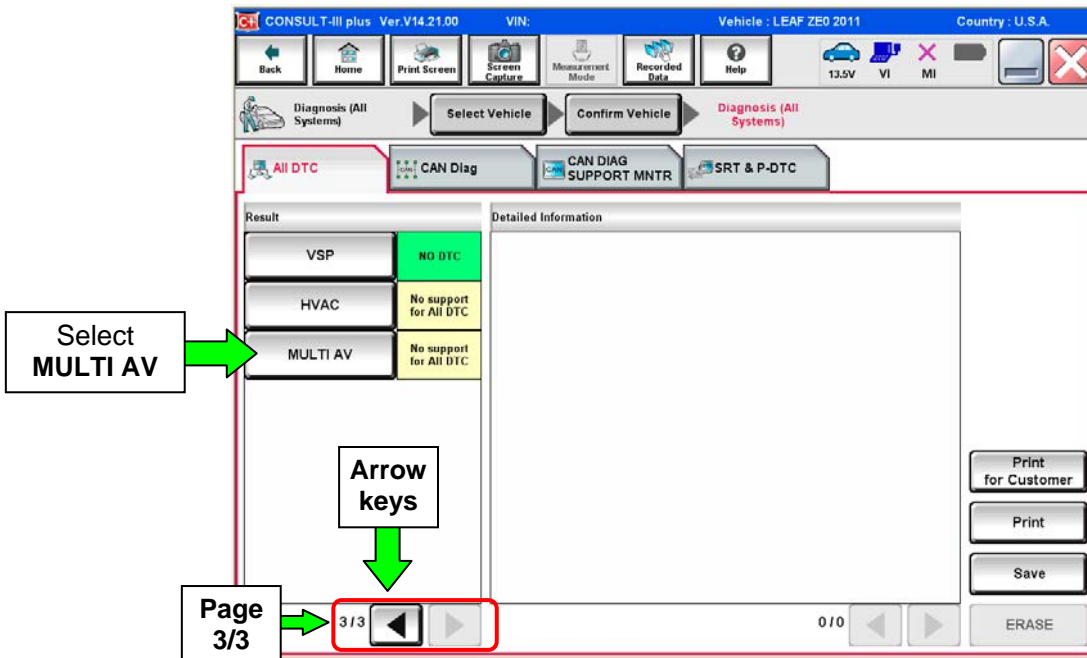 CONSULT-III plus Ver.V14.21.00 VIN: Vehicle : LEAF ZE0 2011 Country : U.S.A.
Back
Home
Print Screen
Screen
Capture
Measurement
Mode
Recorded
Data
Help
13.5V
VI
MI
Diagnosis (All
Systems)
Select Vehicle
Confirm Vehicle
Diagnosis (All
Systems)
All DTC
CAN Diag
CAN DIAG
SUPPORT MNTR
SRT & P-DTC
Result
Detailed Information
VSP
NO DTC
HVAC
No support
for All DTC
MULTI AV
No support
for All DTC
Select
MULTI AV
Arrow
keys
Page
3/3
3/3
0/0
Print
for Customer
Print
Save
ERASE